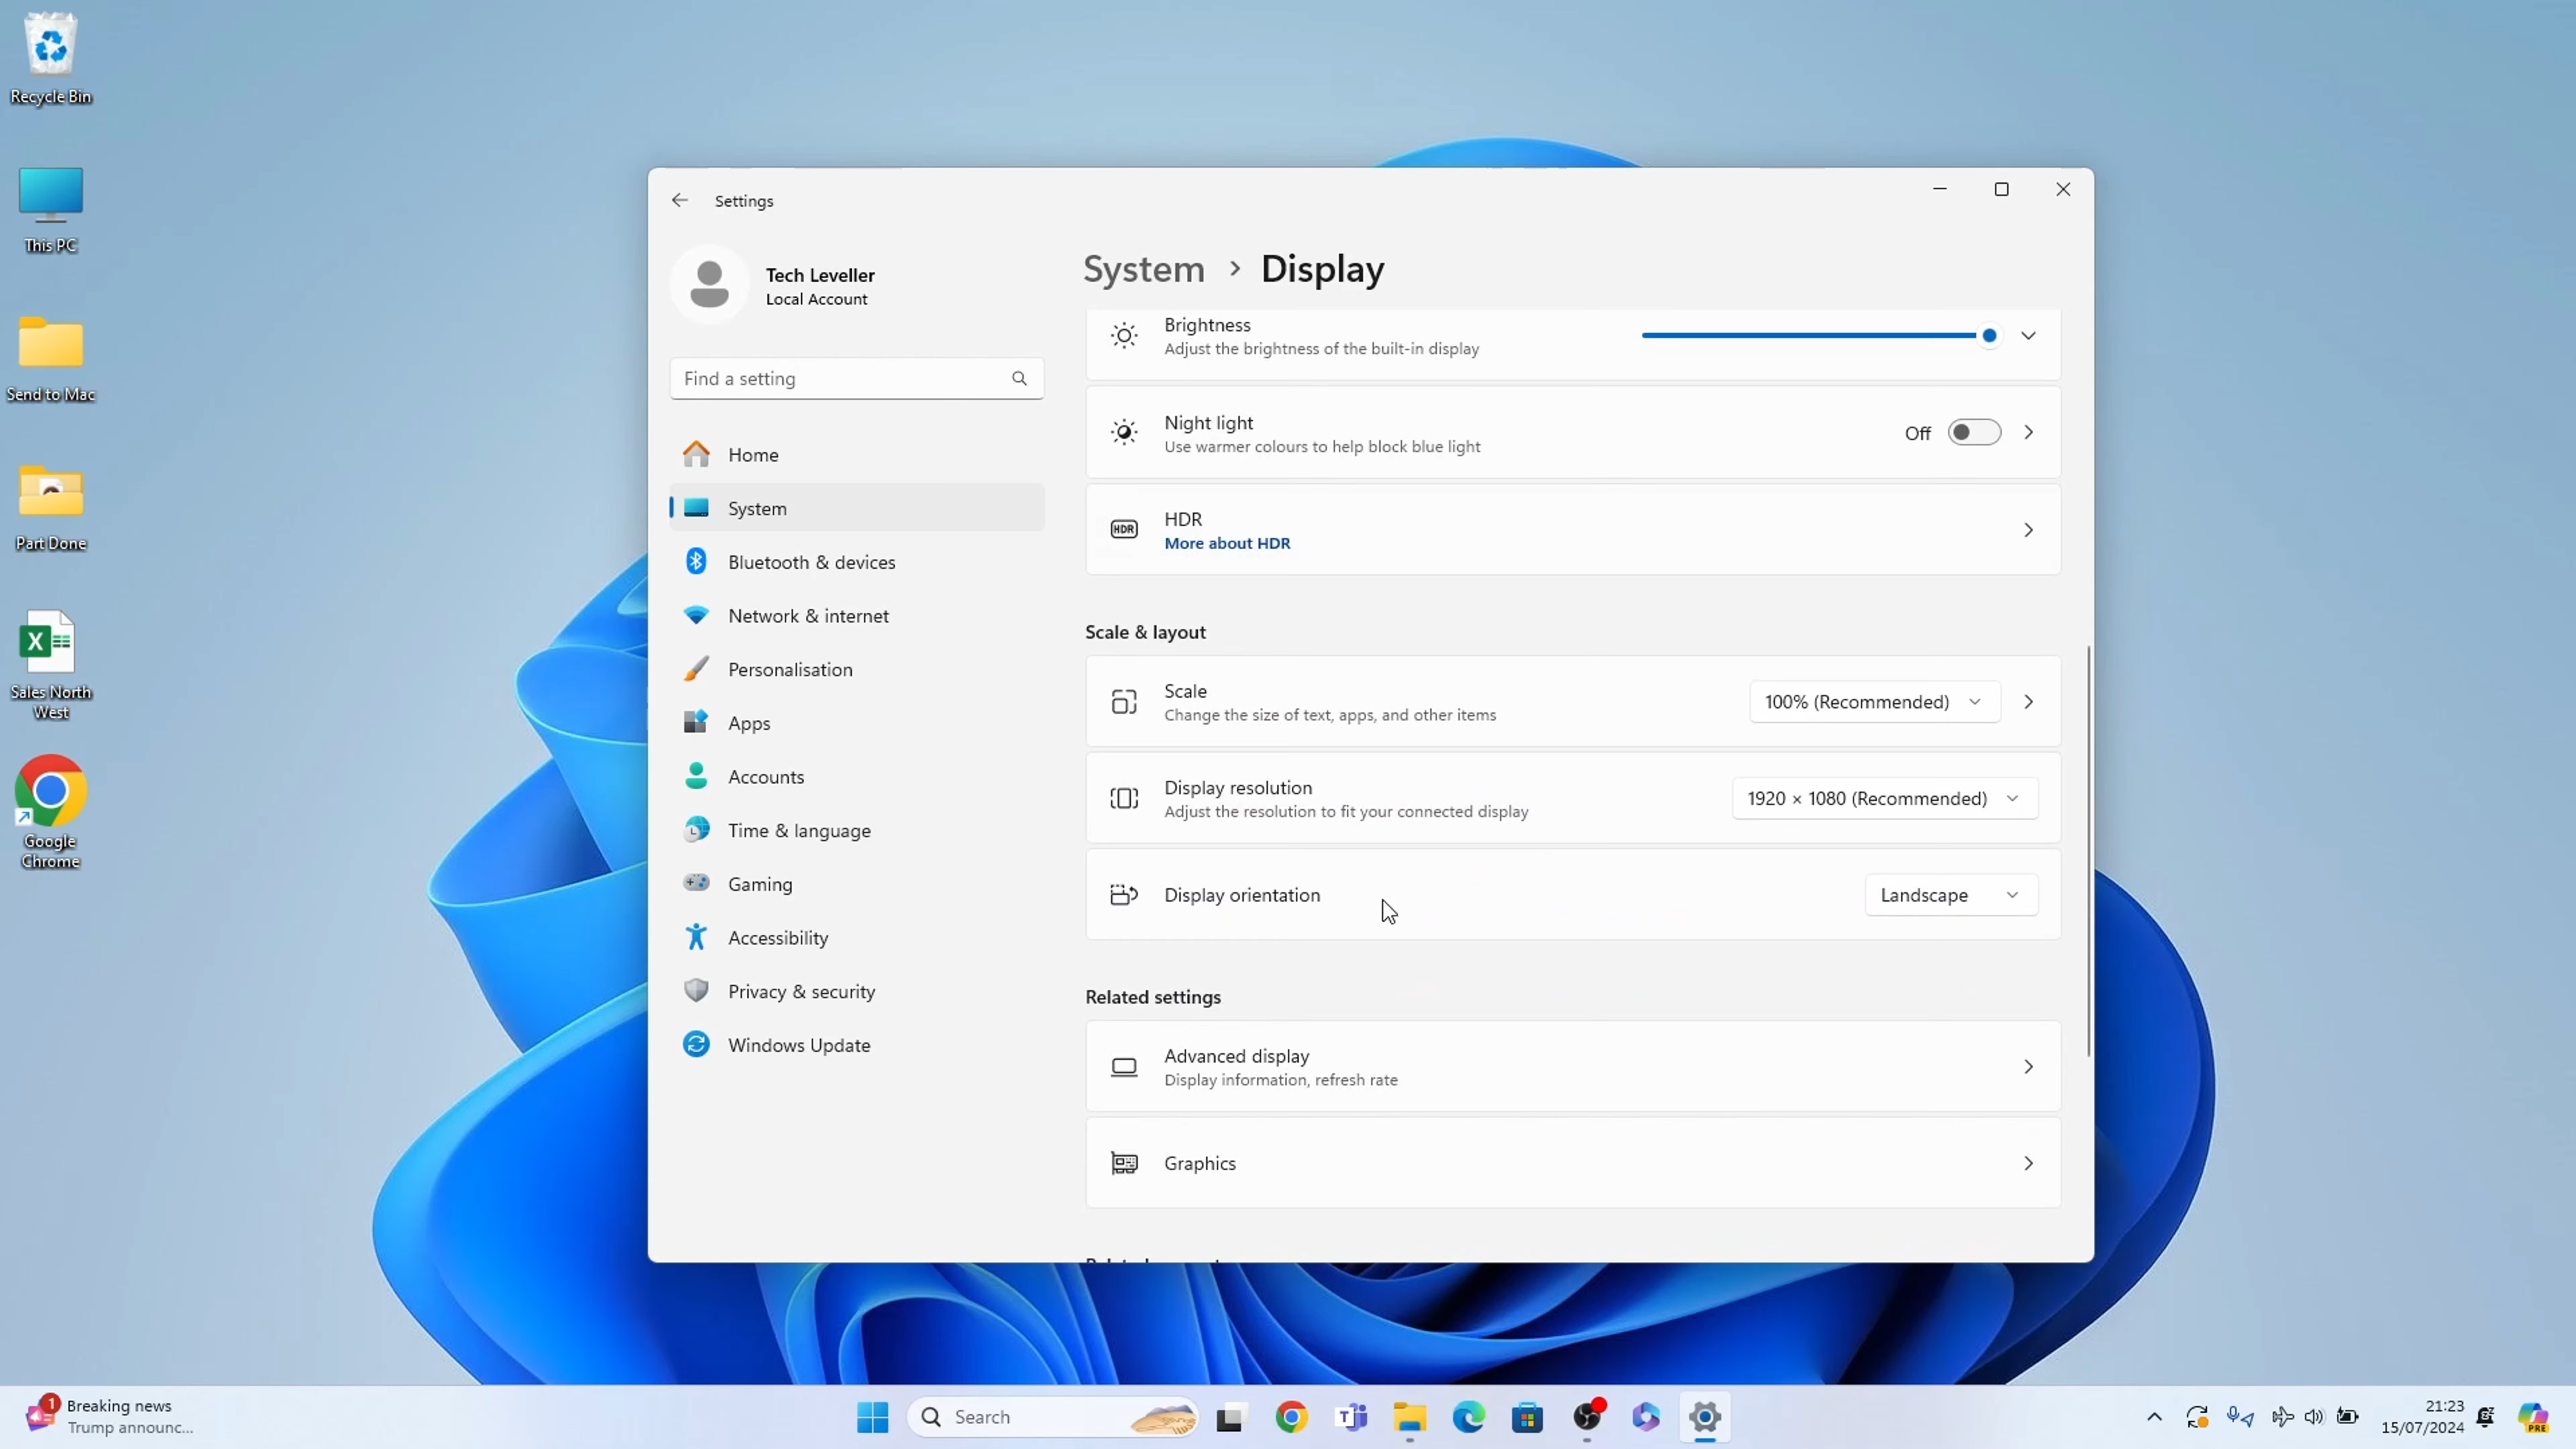 Recycle Bin
This PC
Send to Mac
Part Done
Sales North
West
Google
Chrome
Settings
Tech Leveller
Local Account
Find a setting
Home
System
Bluetooth & devices
Network & internet
Personalisation
Apps
Accounts
Time & language
Gaming
Accessibility
Privacy & security
Windows Update
System > Display
Brightness
Adjust the brightness of the built-in display
Night light
Use warmer colours to help block blue light
Off
HDR
HDR
More about HDR
Scale & layout
Scale
Change the size of text, apps, and other items
100% (Recommended)
Display resolution
Adjust the resolution to fit your connected display
1920 × 1080 (Recommended)
Display orientation
Landscape
Related settings
Advanced display
Display information, refresh rate
Graphics
1
Breaking news
Trump announc...
Search
21:23
15/07/2024
PRE